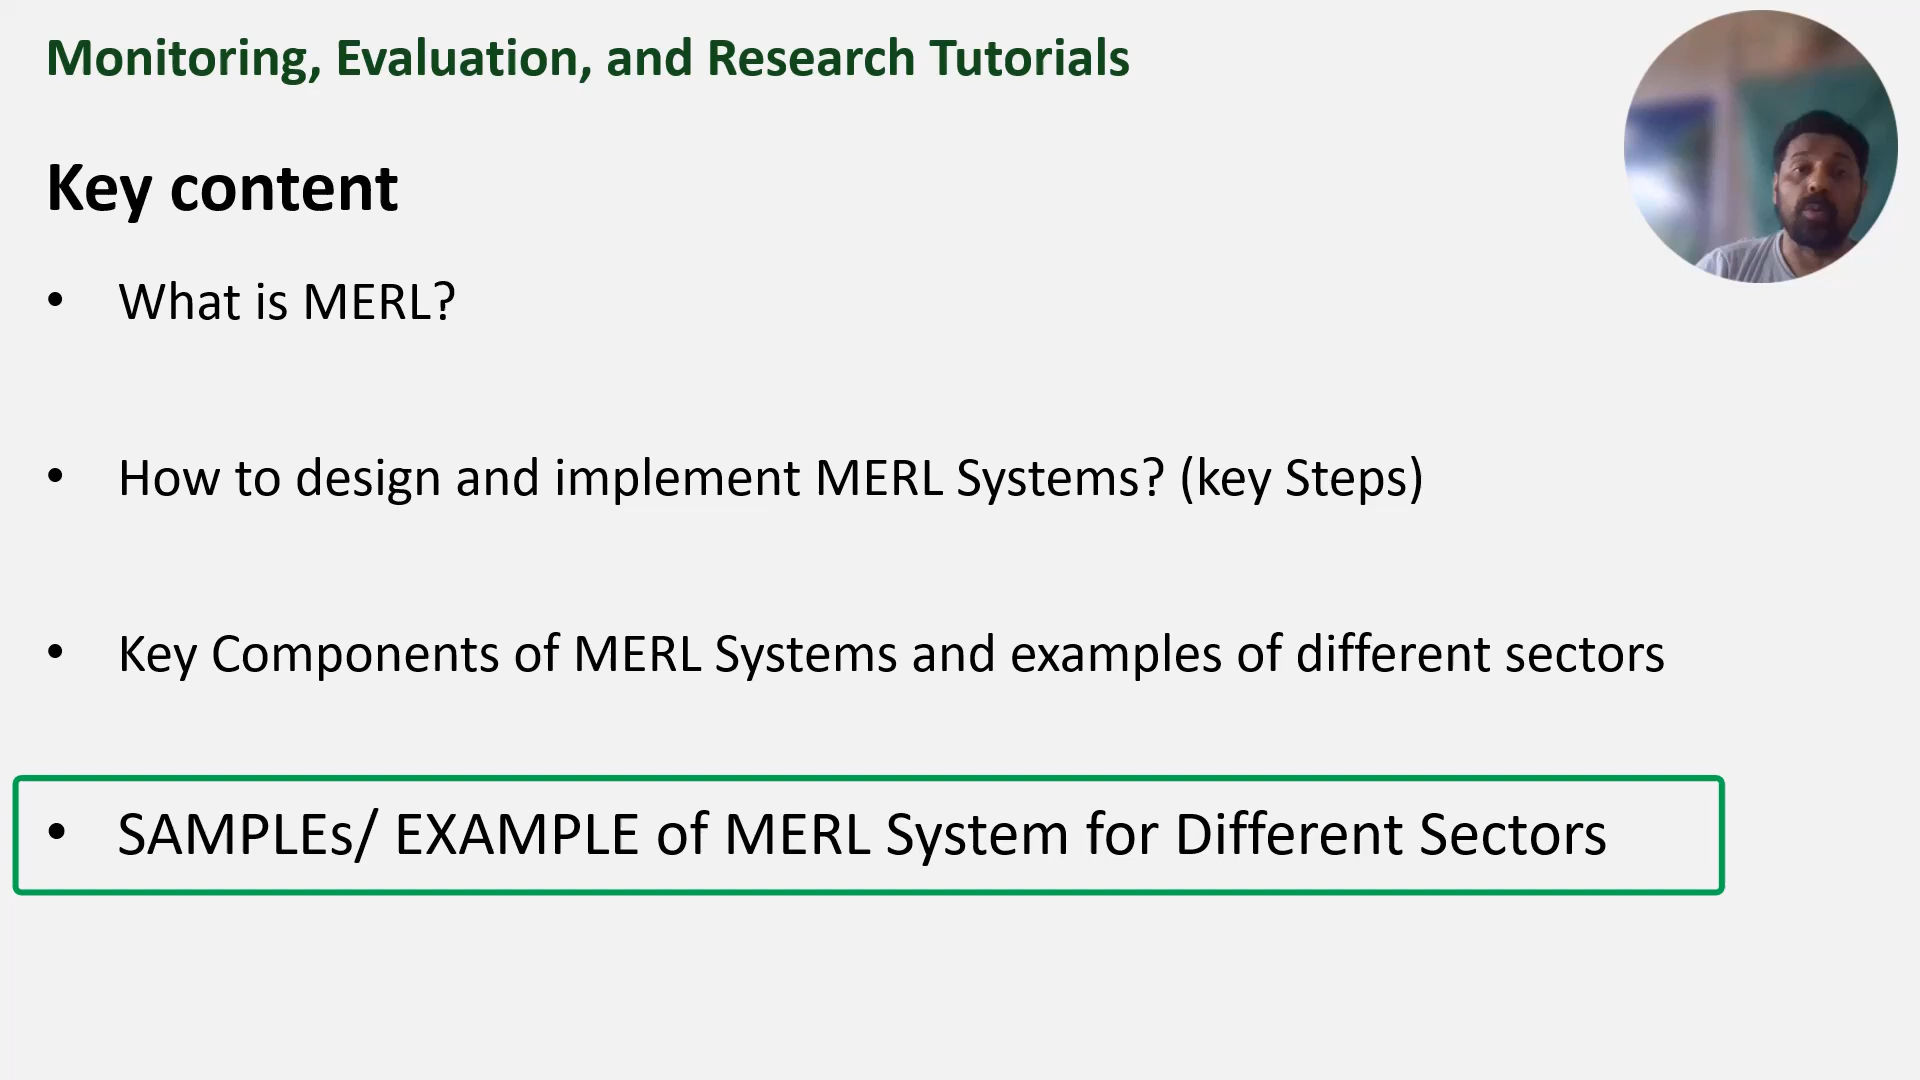 Monitoring, Evaluation, and Research Tutorials
Key content
• What is MERL?
• How to design and implement MERL Systems? (key Steps)
• Key Components of MERL Systems and examples of different sectors
• SAMPLEs/ EXAMPLE of MERL System for Different Sectors